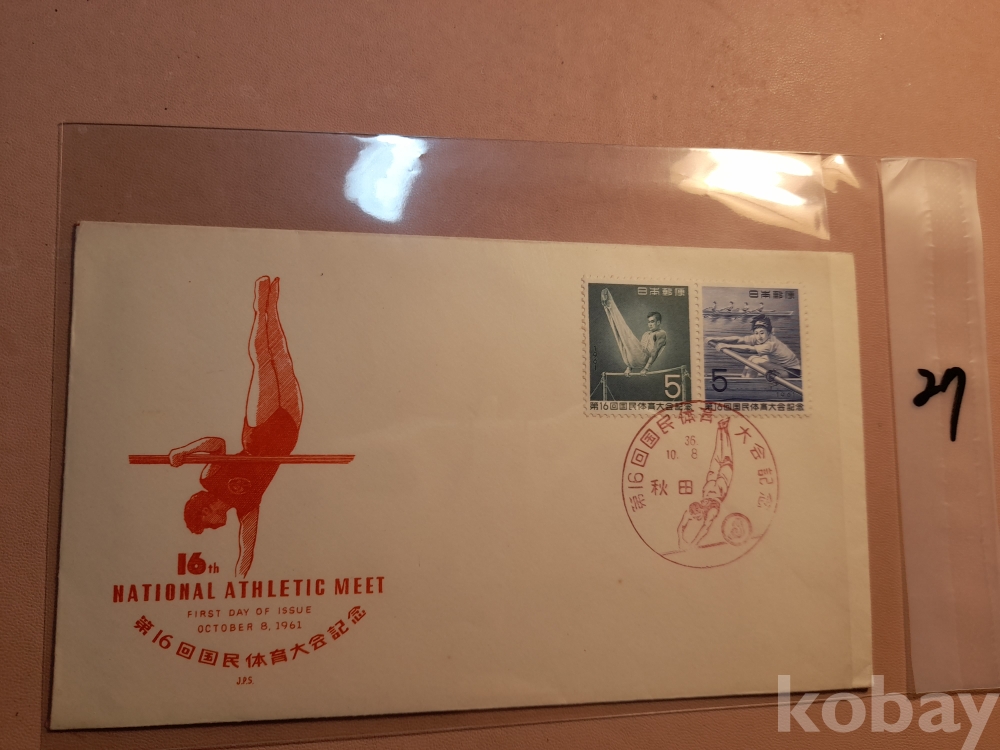 日本郵便
5
第16回国民体育大会記念
日本郵便
5
第16回国民体育大会記念
第16回国民体育大会記念
36.
10. 8
秋田
16th
NATIONAL ATHLETIC MEET
FIRST DAY OF ISSUE
OCTOBER 8, 1961
第16回国民体育大会記念
J.P.S.
27
kobay